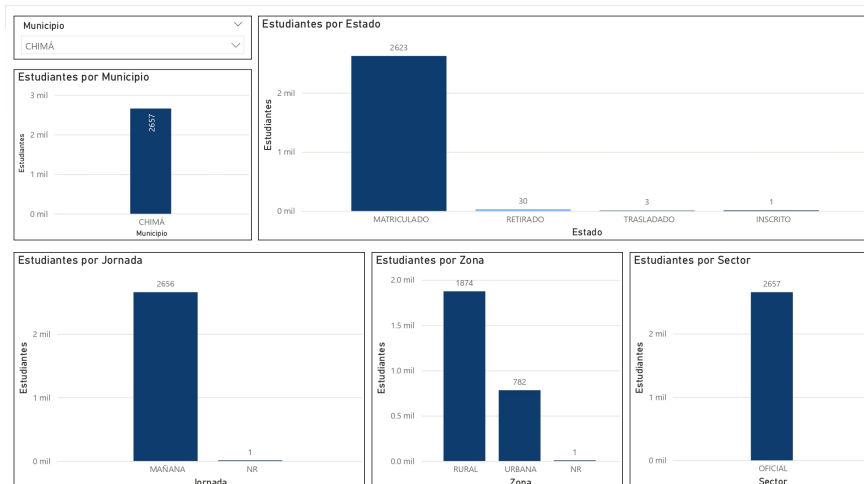 Municipio
CHIMÁ
Estudiantes por Municipio
3 mil
2 mil
1 mil
0 mil
Estudiantes
2657
CHIMÁ
Municipio
Estudiantes por Estado
2 mil
1 mil
0 mil
Estudiantes
2623
30
3
1
MATRICULADO
RETIRADO
TRASLADADO
INSCRITO
Estado
Estudiantes por Jornada
2 mil
1 mil
0 mil
Estudiantes
2656
1
MAÑANA
NR
Jornada
Estudiantes por Zona
2.0 mil
1.5 mil
1.0 mil
0.5 mil
0.0 mil
Estudiantes
1874
782
1
RURAL
URBANA
NR
Zona
Estudiantes por Sector
2 mil
1 mil
0 mil
Estudiantes
2657
OFICIAL
Sector